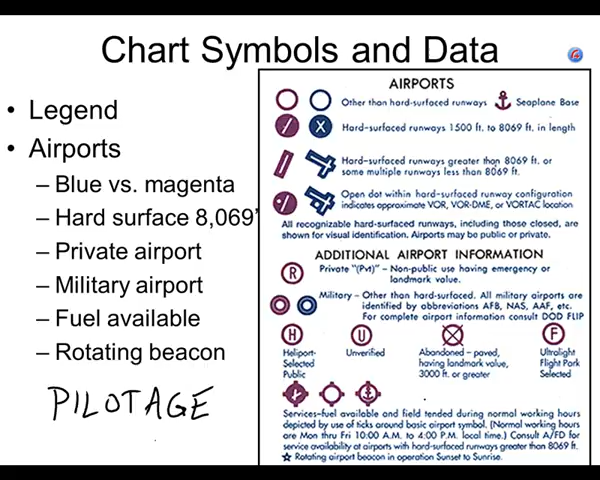 Chart Symbols and Data
• Legend
• Airports
– Blue vs. magenta
– Hard surface 8,069’
– Private airport
– Military airport
– Fuel available
– Rotating beacon
PILOTAGE
AIRPORTS
Other than hard-surfaced runways Seaplane Base
Hard-surfaced runways 1500 ft. to 8069 ft. in length
Hard-surfaced runways greater than 8069 ft. or
some multiple runways less than 8069 ft.
Open dot within hard-surfaced runway configuration
indicates approximate VOR, VOR-DME, or VORTAC location
All recognizable hard-surfaced runways, including those closed, are
shown for visual identification. Airports may be public or private.
ADDITIONAL AIRPORT INFORMATION
R Private "(Pvt)" – Non-public use having emergency or
landmark value.
Military – Other than hard-surfaced. All military airports are
identified by abbreviations AFB, NAS, AAF, etc.
For complete airport information consult DOD FLIP
H
Heliport-
Selected
Public
U
Unverified
Abandoned – paved,
having landmark value,
3000 ft. or greater
F
Ultralight
Flight Park
Selected
Services–fuel available and field tended during normal working hours
depicted by use of ticks around basic airport symbol. (Normal working hours
are Mon thru Fri 10:00 A.M. to 4:00 P.M. local time.) Consult A/FD for
service availability at airports with hard-surfaced runways greater than 8069 ft.
☆ Rotating airport beacon in operation Sunset to Sunrise.